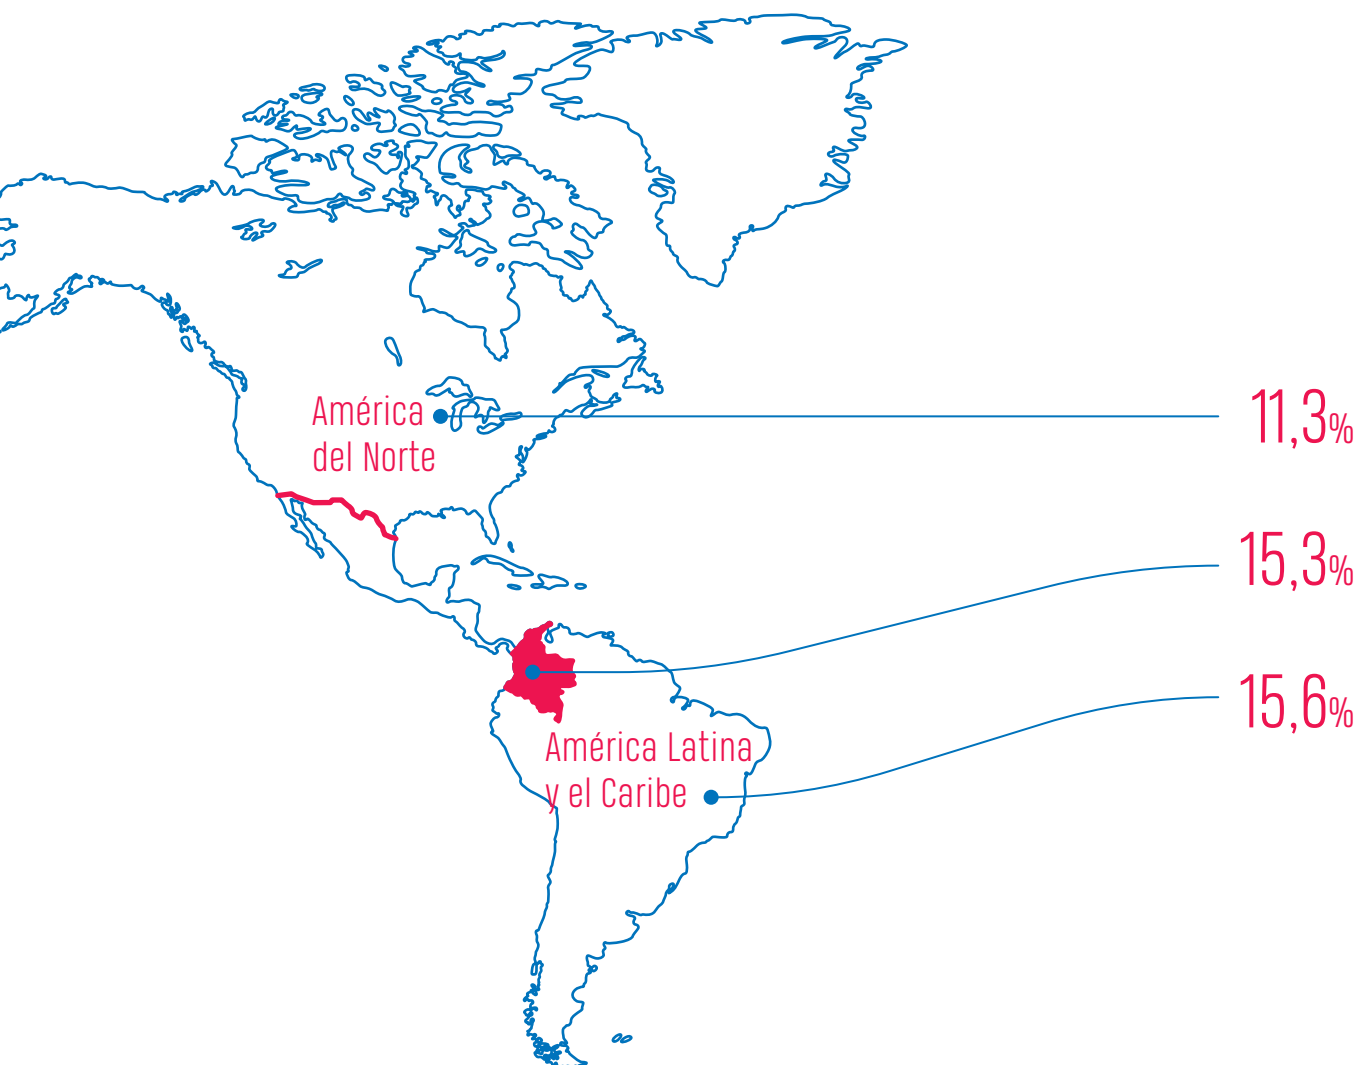 América
del Norte
11,3%
15,3%
15,6%
América Latina
y el Caribe